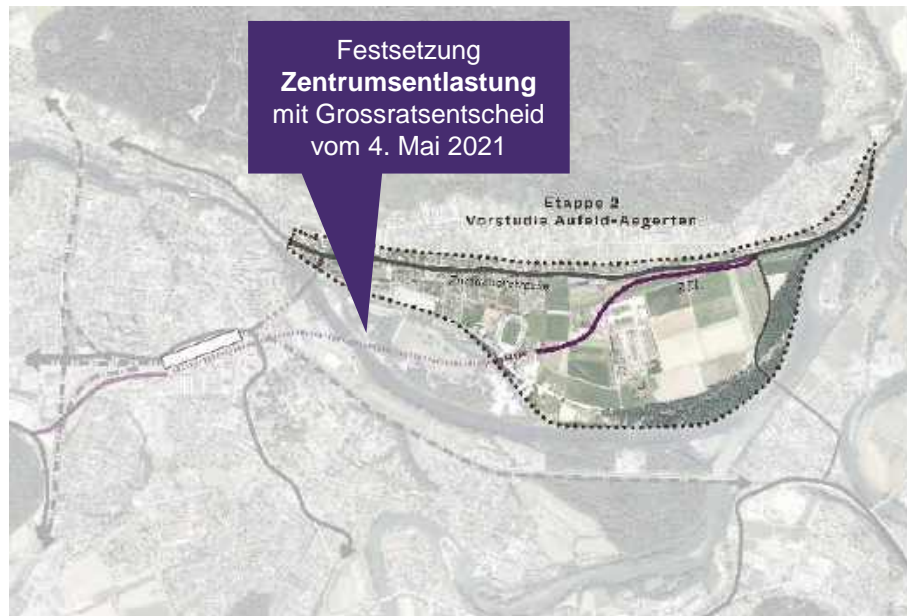 Festsetzung
Zentrumsentlastung
mit Grossratsentscheid
vom 4. Mai 2021
Etappe 2
Vorstudie Aufeld-Aegerten